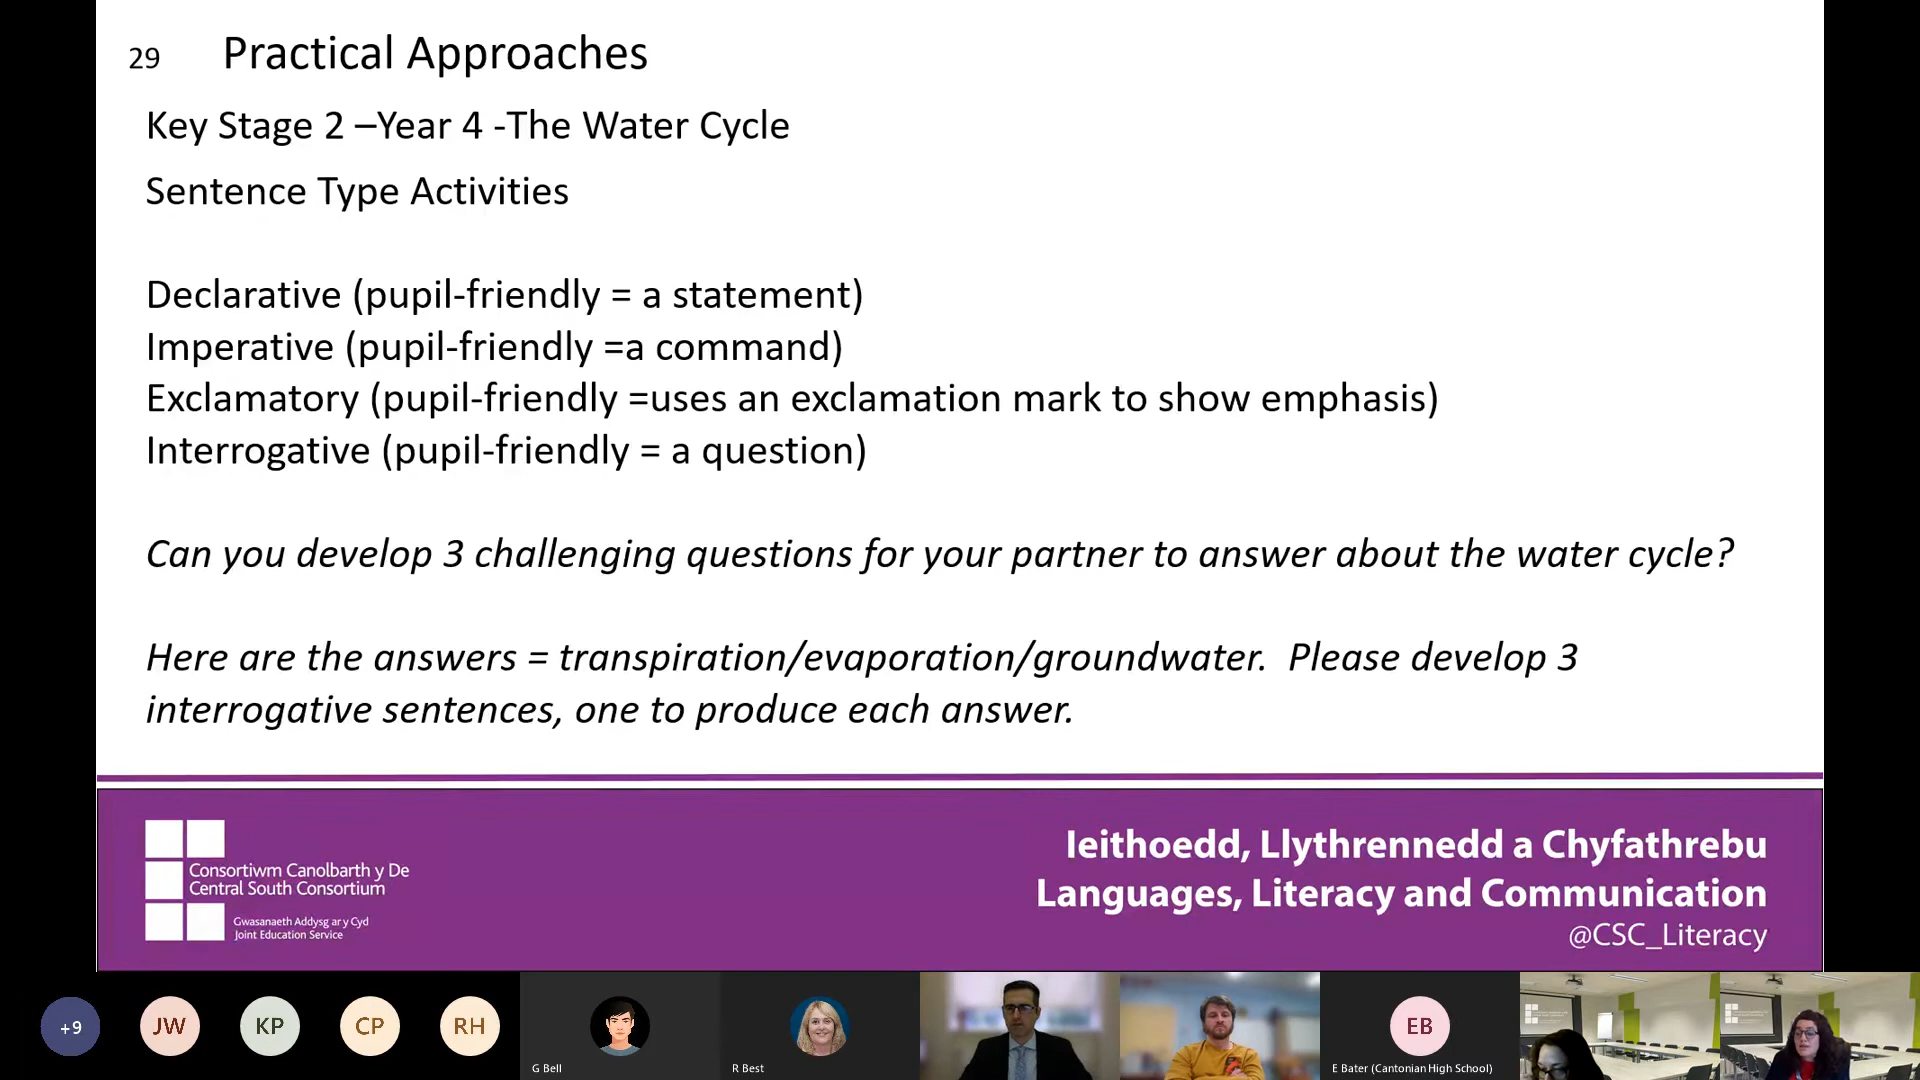 29 Practical Approaches
Key Stage 2 –Year 4 -The Water Cycle
Sentence Type Activities
Declarative (pupil-friendly = a statement)
Imperative (pupil-friendly =a command)
Exclamatory (pupil-friendly =uses an exclamation mark to show emphasis)
Interrogative (pupil-friendly = a question)
Can you develop 3 challenging questions for your partner to answer about the water cycle?
Here are the answers = transpiration/evaporation/groundwater.  Please develop 3
interrogative sentences, one to produce each answer.
Consortiwm Canolbarth y De
Central South Consortium
Gwasanaeth Addysg ar y Cyd
Joint Education Service
Ieithoedd, Llythrennedd a Chyfathrebu
Languages, Literacy and Communication
@CSC_Literacy
+9 JW KP CP RH EB
G Bell R Best E Bater (Cantonian High School)